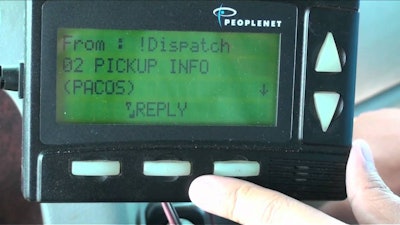 PEOPLENET
From : !Dispatch
02 PICKUP INFO
(PACOS) ↓
REPLY